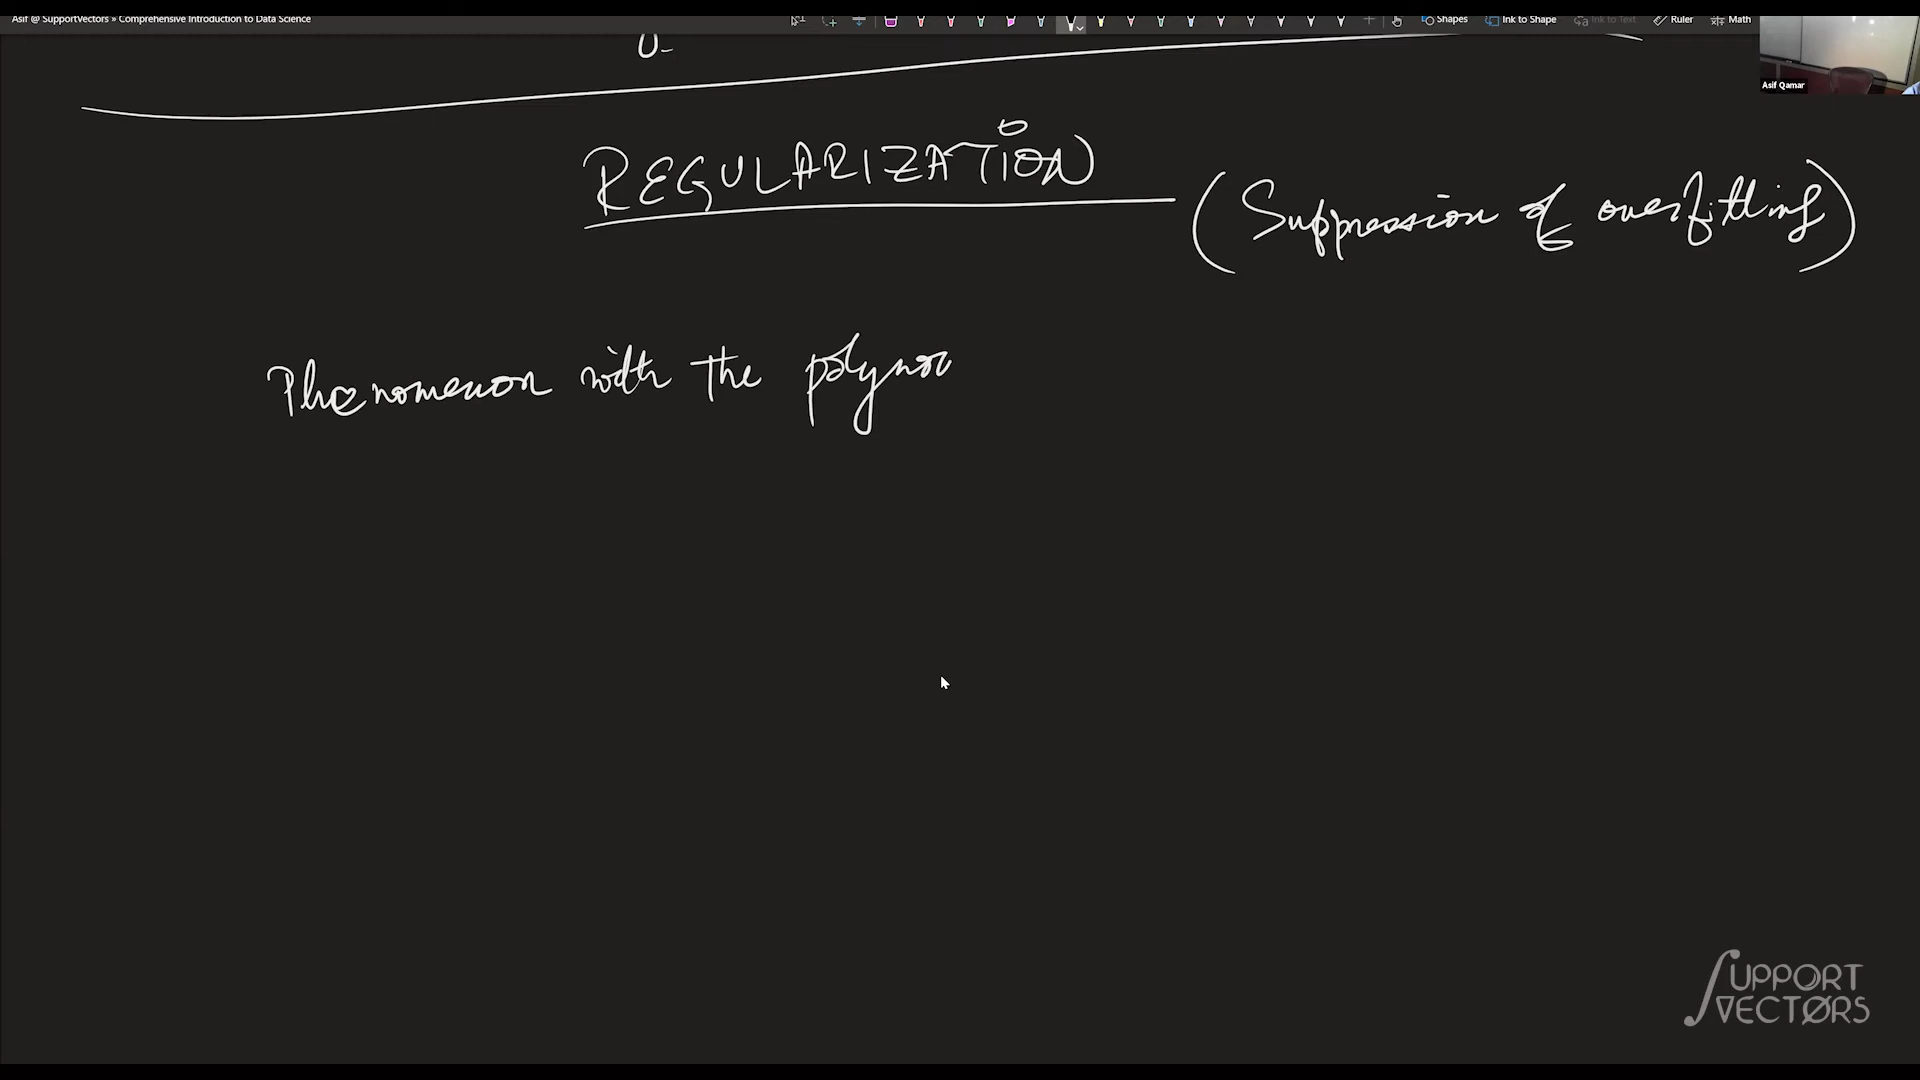 Asif @ SupportVectors » Comprehensive Introduction to Data Science
Shapes Ink to Shape Ink to Text Ruler Math
Asif Qamar
REGULARIZATION
(Suppression of overfitting)
Phenomenon with the polyno
SUPPORT
VECTORS